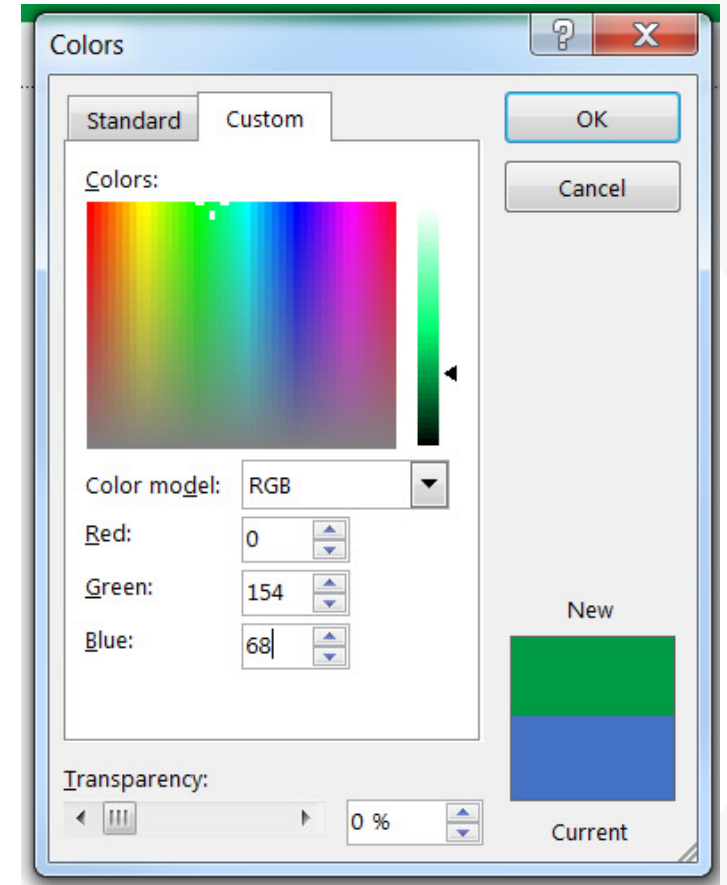 Colors
?
X
Standard
Custom
OK
Cancel
Colors:
Color model:
RGB
Red:
0
Green:
154
Blue:
68
New
Current
Transparency:
0 %